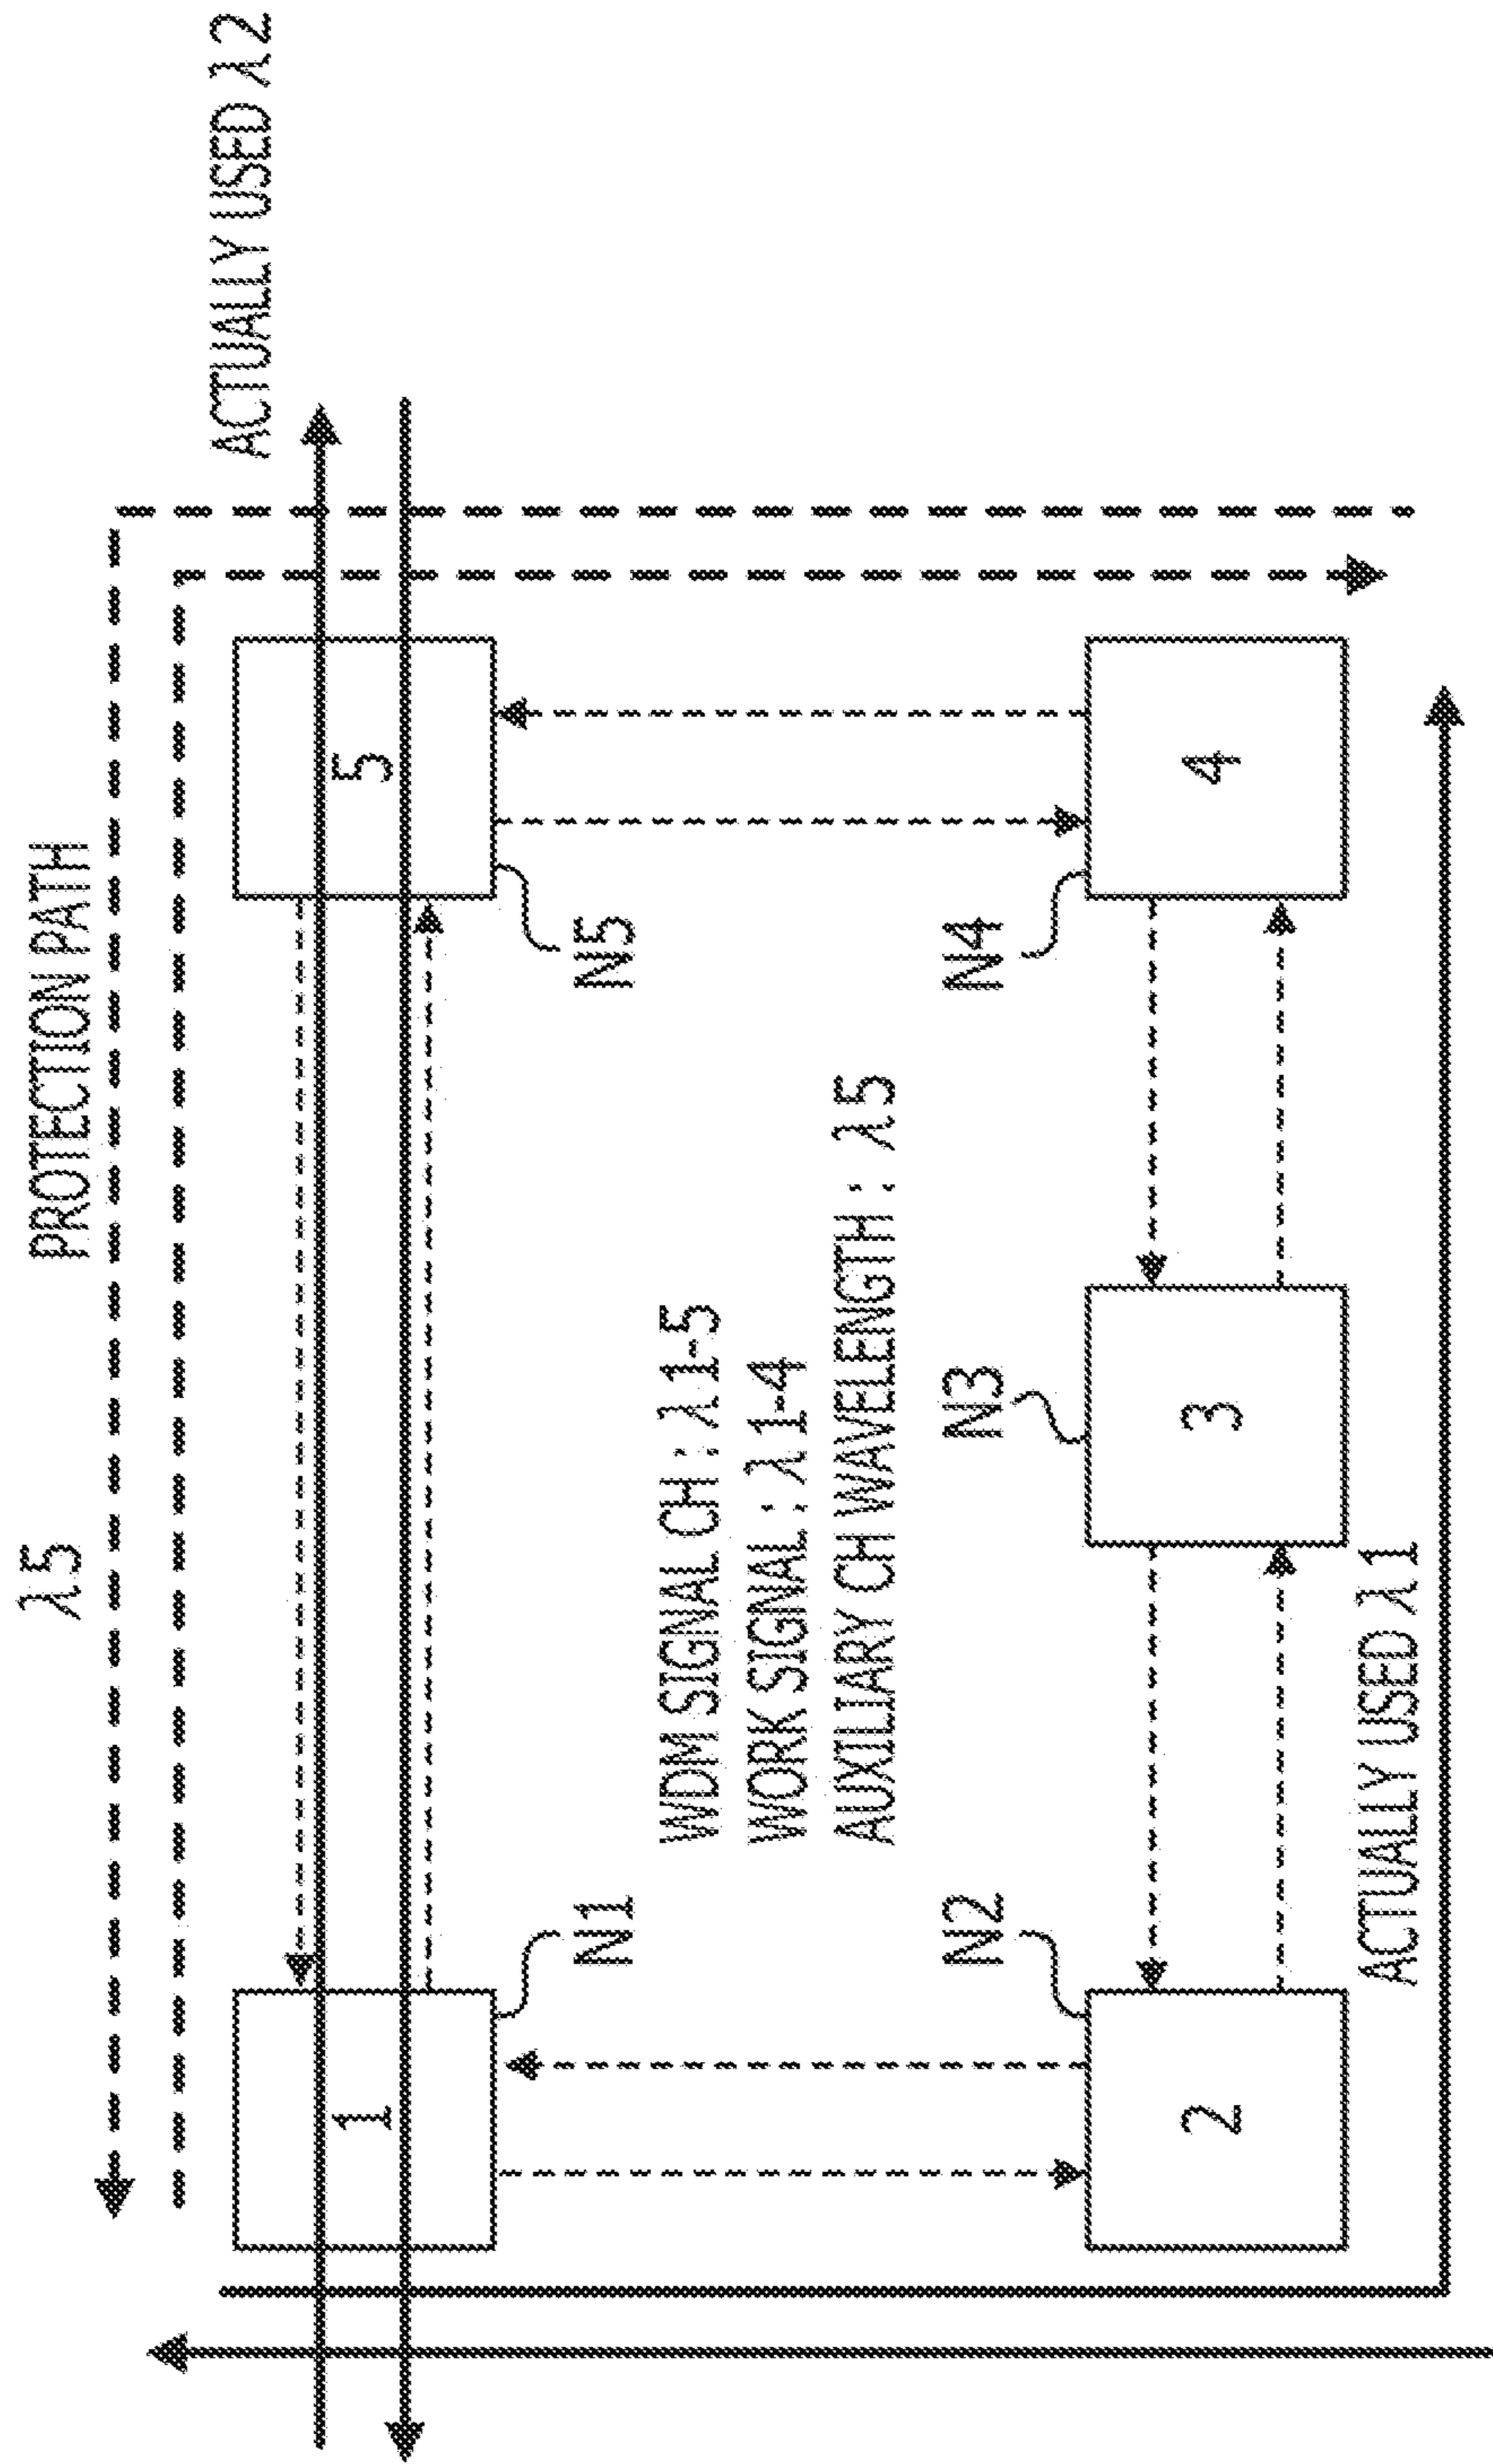 λ5
PROTECTION PATH
ACTUALLY USED λ2
1
5
N1
N5
WDM SIGNAL CH : λ1-5
WORK SIGNAL : λ1-4
AUXILIARY CH WAVELENGTH : λ5
N2
N3
N4
2
3
4
ACTUALLY USED λ1